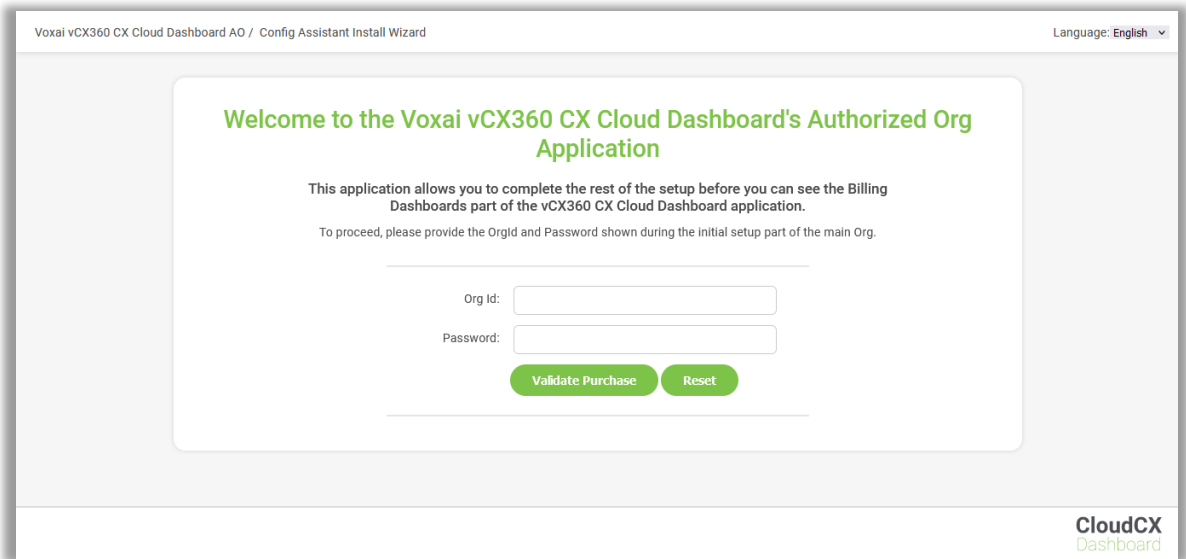 Voxai vCX360 CX Cloud Dashboard AO / Config Assistant Install Wizard
Language: English
Welcome to the Voxai vCX360 CX Cloud Dashboard's Authorized Org
Application
This application allows you to complete the rest of the setup before you can see the Billing
Dashboards part of the vCX360 CX Cloud Dashboard application.
To proceed, please provide the OrgId and Password shown during the initial setup part of the main Org.
Org Id:
Password:
Validate Purchase Reset
CloudCX
Dashboard